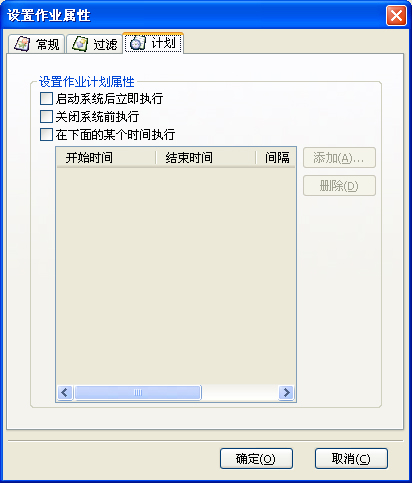 设置作业属性
常规 过滤 计划
设置作业计划属性
启动系统后立即执行
关闭系统前执行
在下面的某个时间执行
开始时间 结束时间 间隔 添加(A)...
删除(D)
确定(O) 取消(C)